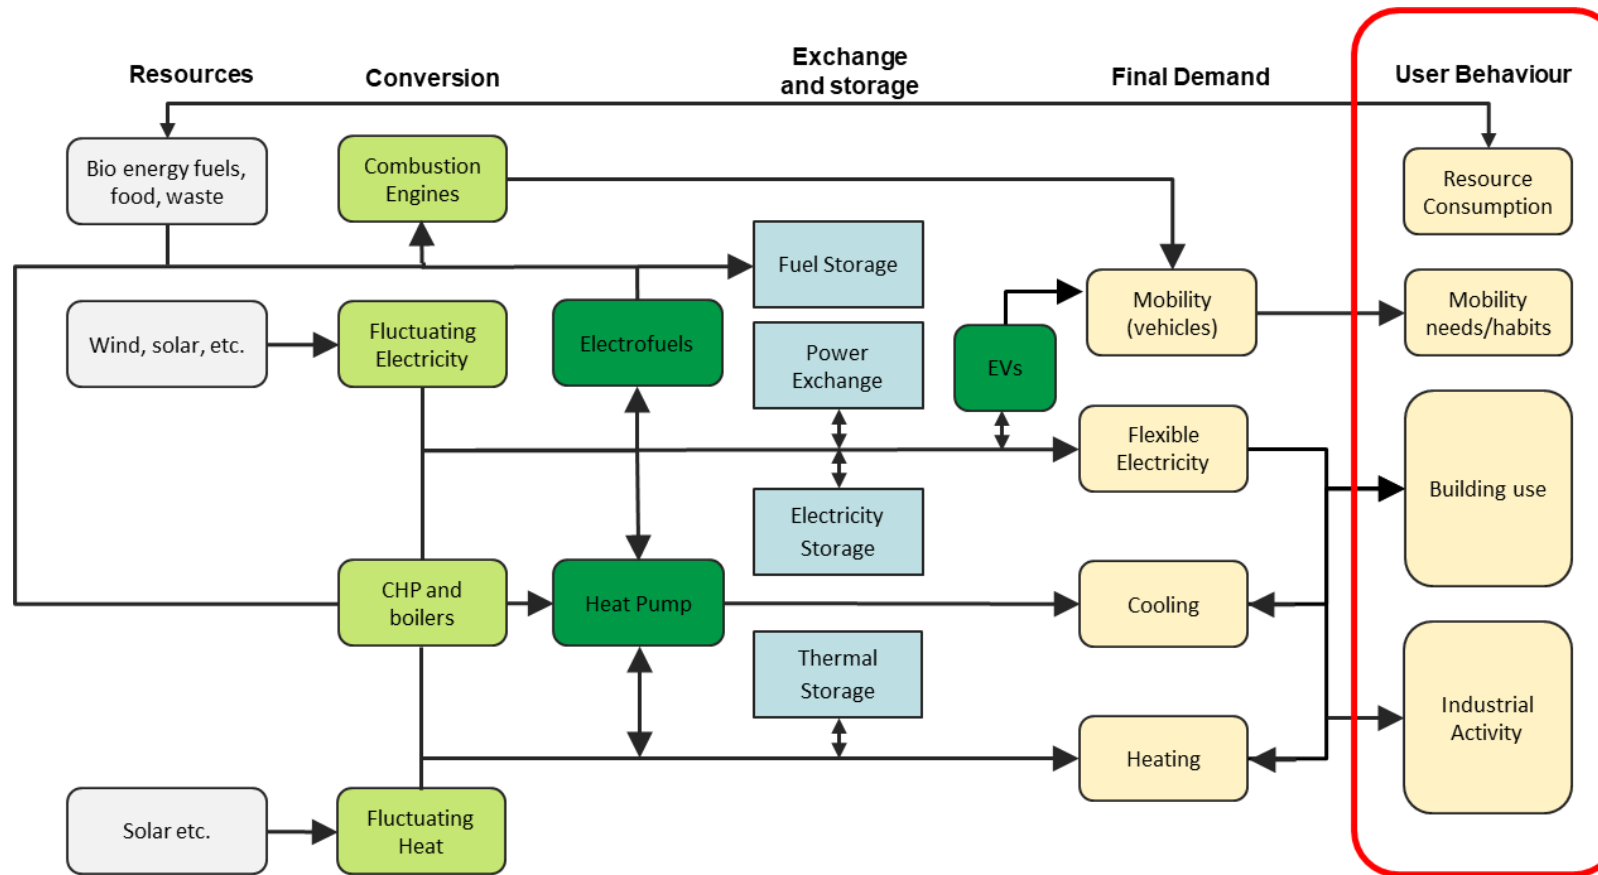 Resources
Conversion
Exchange
and storage
Final Demand
User Behaviour
Bio energy fuels,
food, waste
Combustion
Engines
Resource
Consumption
Fuel Storage
Wind, solar, etc.
Fluctuating
Electricity
Electrofuels
Power
Exchange
EVs
Mobility
(vehicles)
Mobility
needs/habits
Flexible
Electricity
Building use
Electricity
Storage
CHP and
boilers
Heat Pump
Cooling
Thermal
Storage
Heating
Industrial
Activity
Solar etc.
Fluctuating
Heat